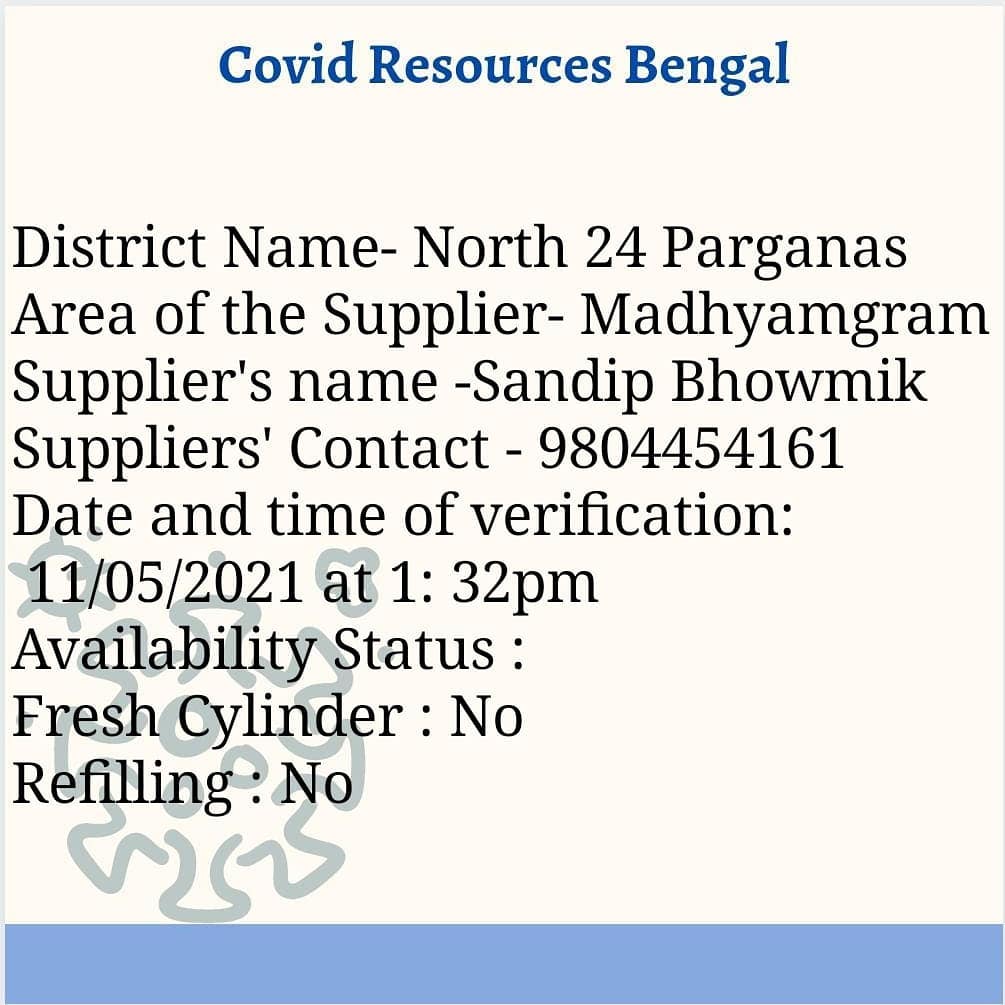 Covid Resources Bengal
District Name- North 24 Parganas
Area of the Supplier- Madhyamgram
Supplier's name -Sandip Bhowmik
Suppliers' Contact - 9804454161
Date and time of verification:
11/05/2021 at 1: 32pm
Availability Status :
Fresh Cylinder : No
Refilling : No